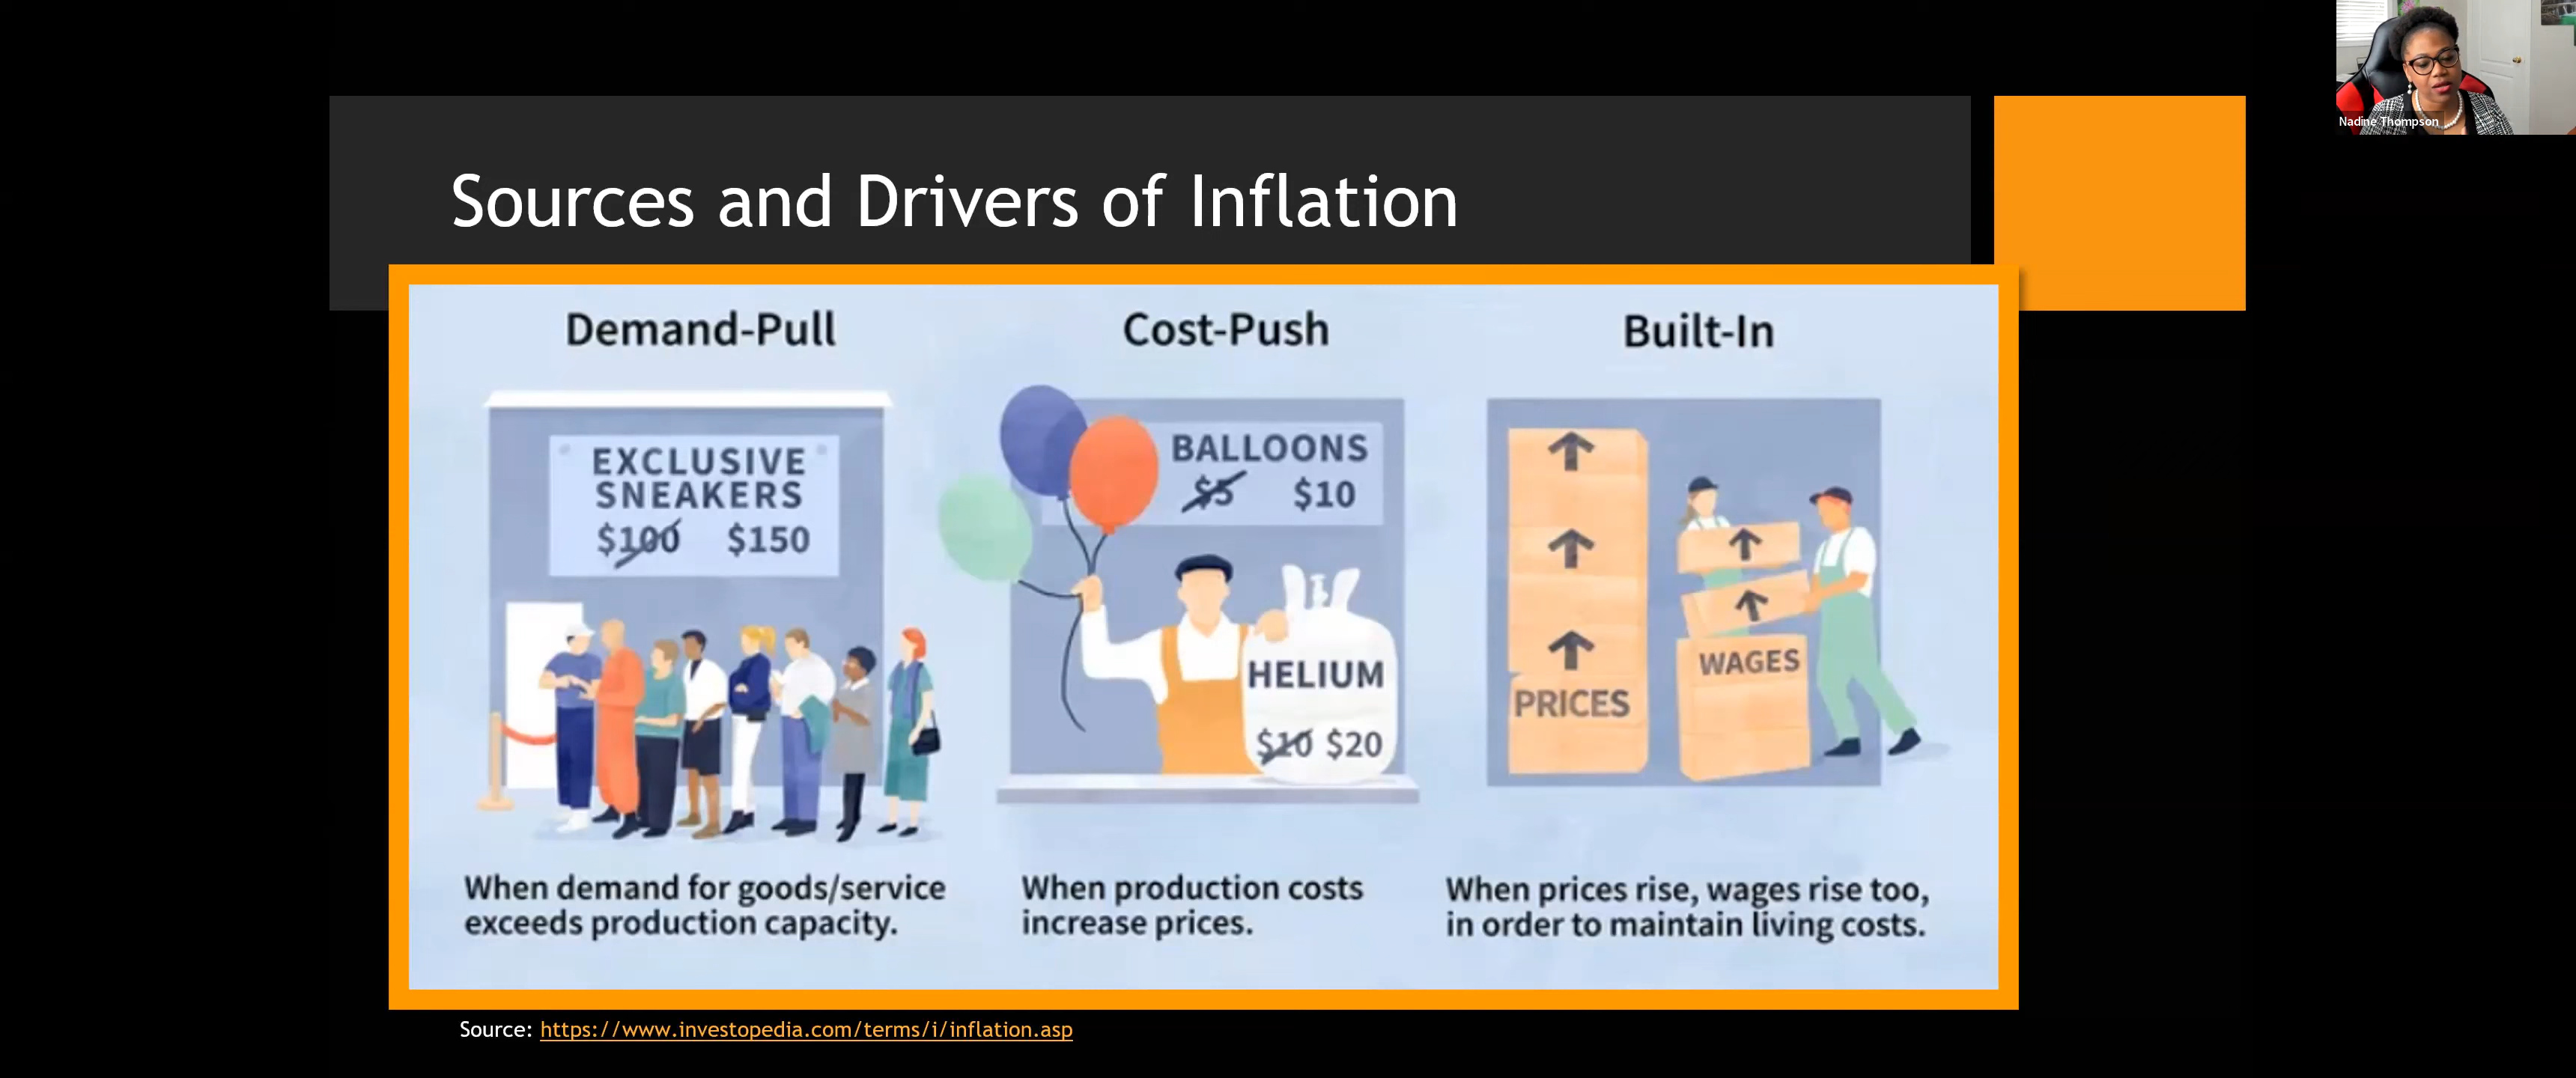 Nadine Thompson
Sources and Drivers of Inflation
Demand-Pull
EXCLUSIVE
SNEAKERS
$100 $150
When demand for goods/service
exceeds production capacity.
Cost-Push
BALLOONS
$5 $10
HELIUM
$10 $20
When production costs
increase prices.
Built-In
PRICES
WAGES
When prices rise, wages rise too,
in order to maintain living costs.
Source: https://www.investopedia.com/terms/i/inflation.asp